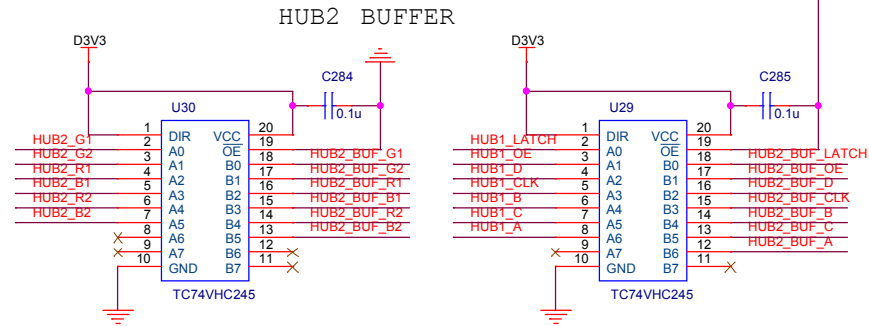 HUB2 BUFFER
D3V3
D3V3
C284
0.1u
C285
0.1u
U30
1 DIR VCC 20
2 A0 OE 19
3 A1 B0 18
4 A2 B1 17
5 A3 B2 16
6 A4 B3 15
7 A5 B4 14
8 A6 B5 13
9 A7 B6 12
10 GND B7 11
TC74VHC245
HUB2_G1
HUB2_G2
HUB2_R1
HUB2_B1
HUB2_R2
HUB2_B2
HUB2_BUF_G1
HUB2_BUF_G2
HUB2_BUF_R1
HUB2_BUF_B1
HUB2_BUF_R2
HUB2_BUF_B2
U29
1 DIR VCC 20
2 A0 OE 19
3 A1 B0 18
4 A2 B1 17
5 A3 B2 16
6 A4 B3 15
7 A5 B4 14
8 A6 B5 13
9 A7 B6 12
10 GND B7 11
TC74VHC245
HUB1_LATCH
HUB1_OE
HUB1_D
HUB1_CLK
HUB1_B
HUB1_C
HUB1_A
HUB2_BUF_LATCH
HUB2_BUF_OE
HUB2_BUF_D
HUB2_BUF_CLK
HUB2_BUF_B
HUB2_BUF_C
HUB2_BUF_A